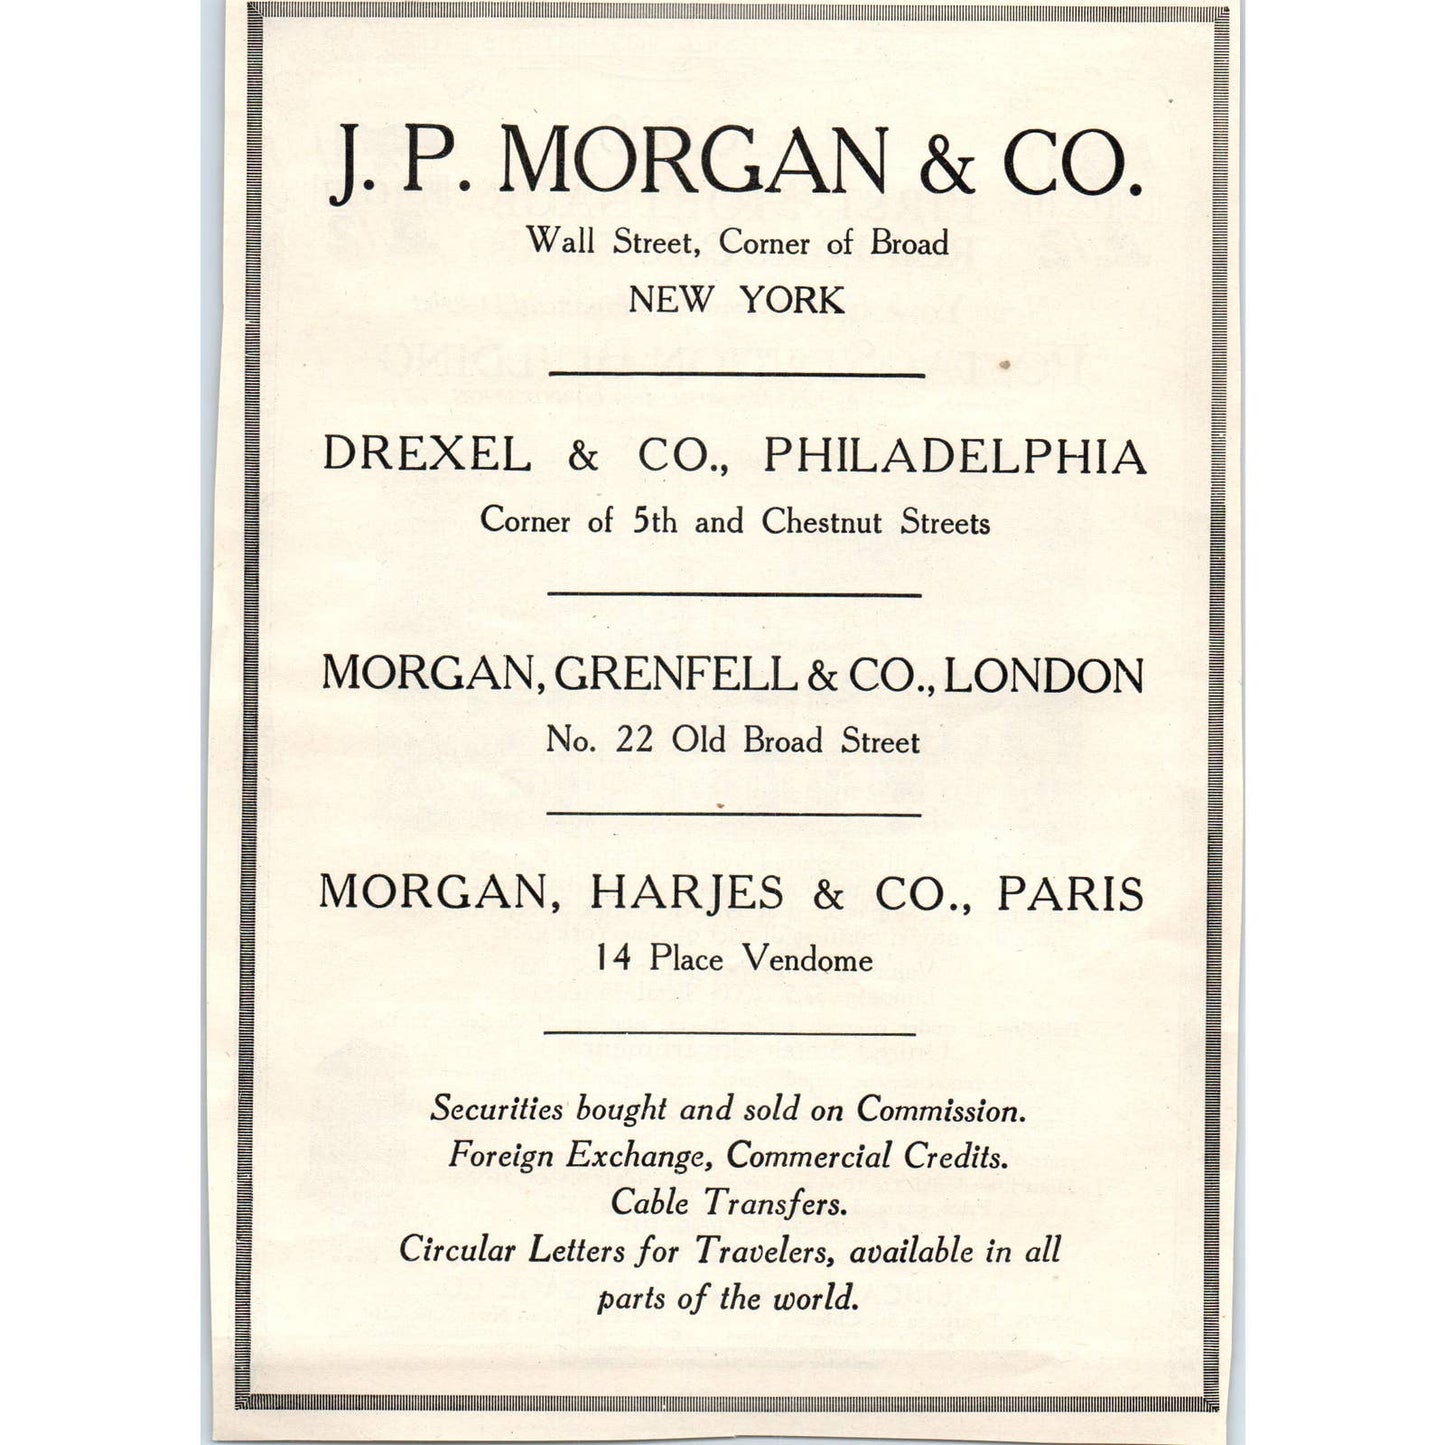 J. P. MORGAN & CO.
Wall Street, Corner of Broad
NEW YORK
DREXEL & CO., PHILADELPHIA
Corner of 5th and Chestnut Streets
MORGAN, GRENFELL & CO., LONDON
No. 22 Old Broad Street
MORGAN, HARJES & CO., PARIS
14 Place Vendome
Securities bought and sold on Commission.
Foreign Exchange, Commercial Credits.
Cable Transfers.
Circular Letters for Travelers, available in all
parts of the world.